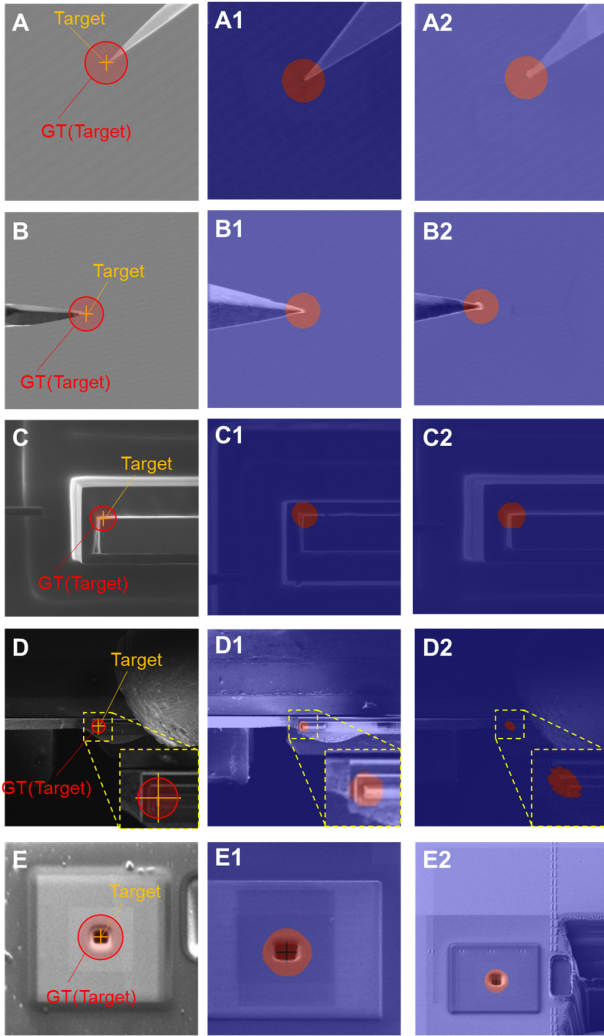 A
Target
GT(Target)
A1
A2
B
Target
GT(Target)
B1
B2
C
Target
GT(Target)
C1
C2
D
Target
GT(Target)
D1
D2
E
Target
GT(Target)
E1
E2